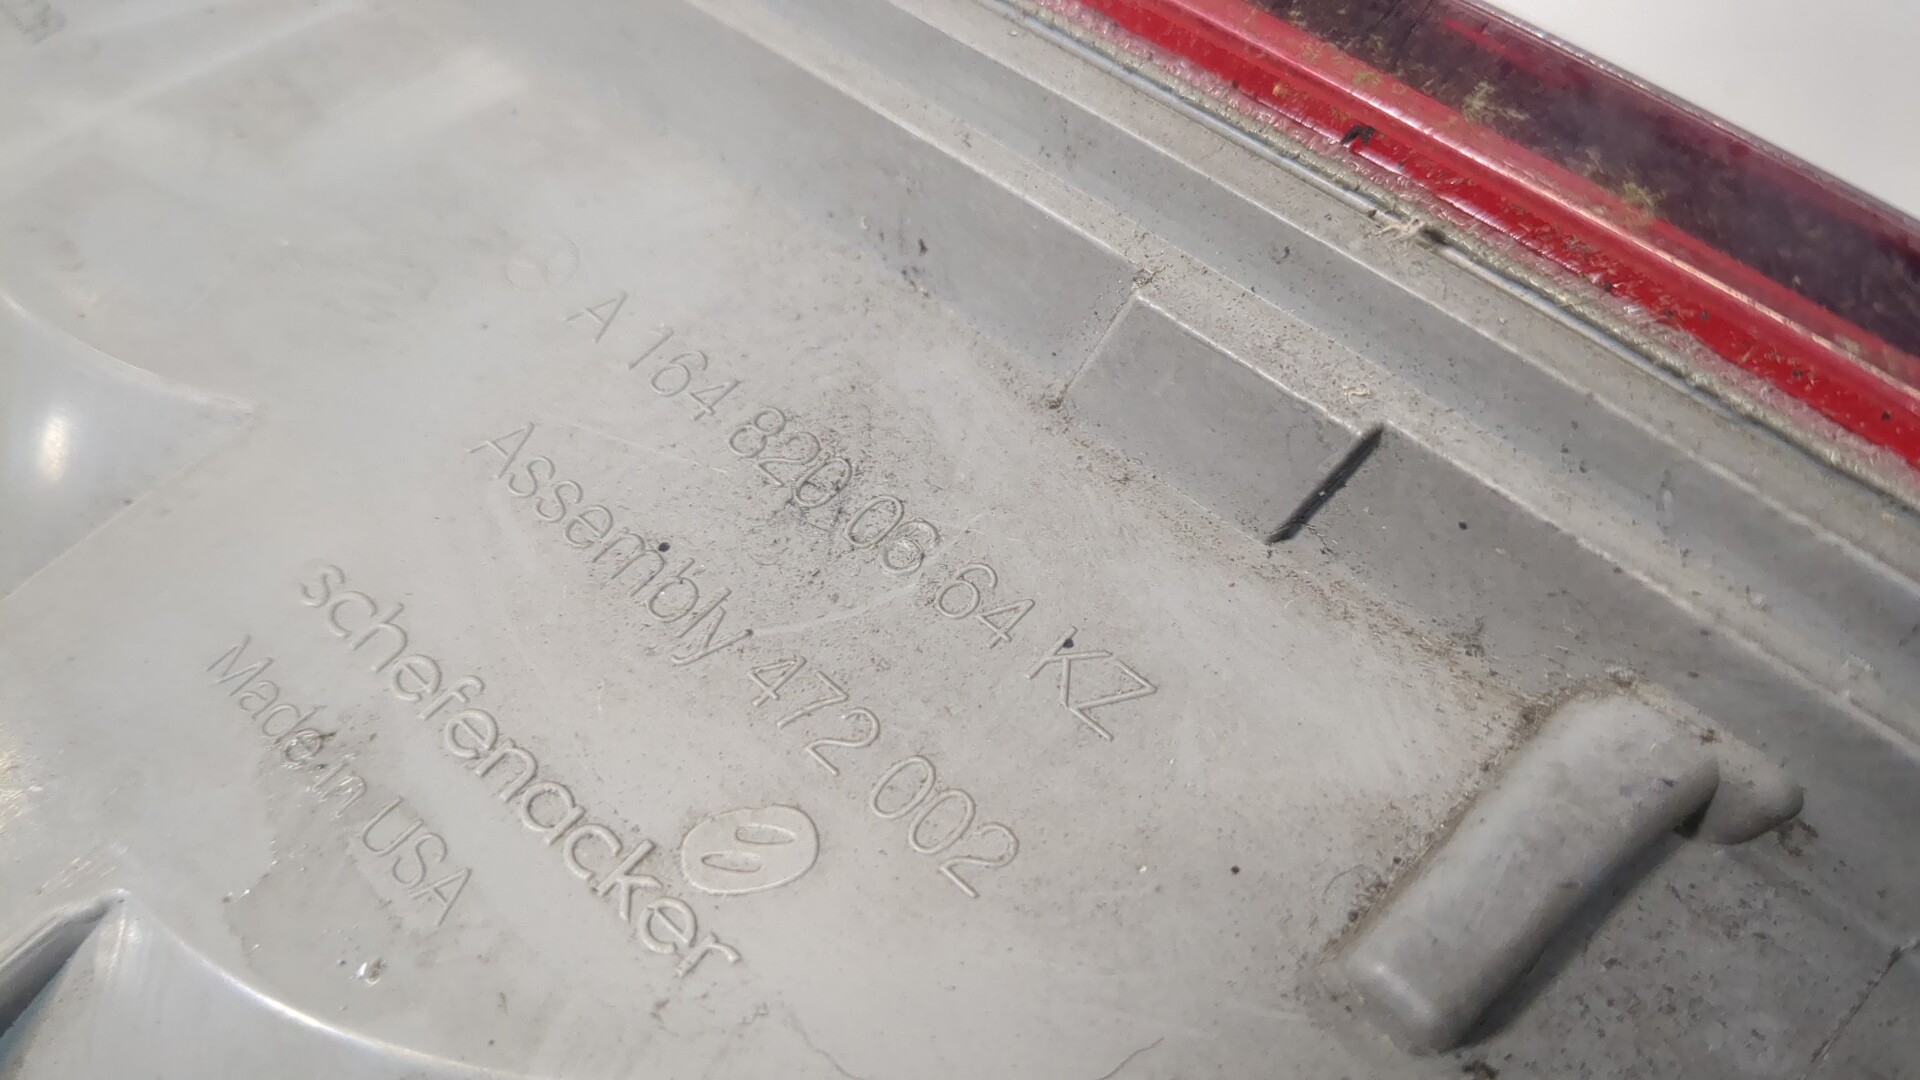 A 164 820 06 64 KZ
Assembly 472 002
schefenacker
Made in USA